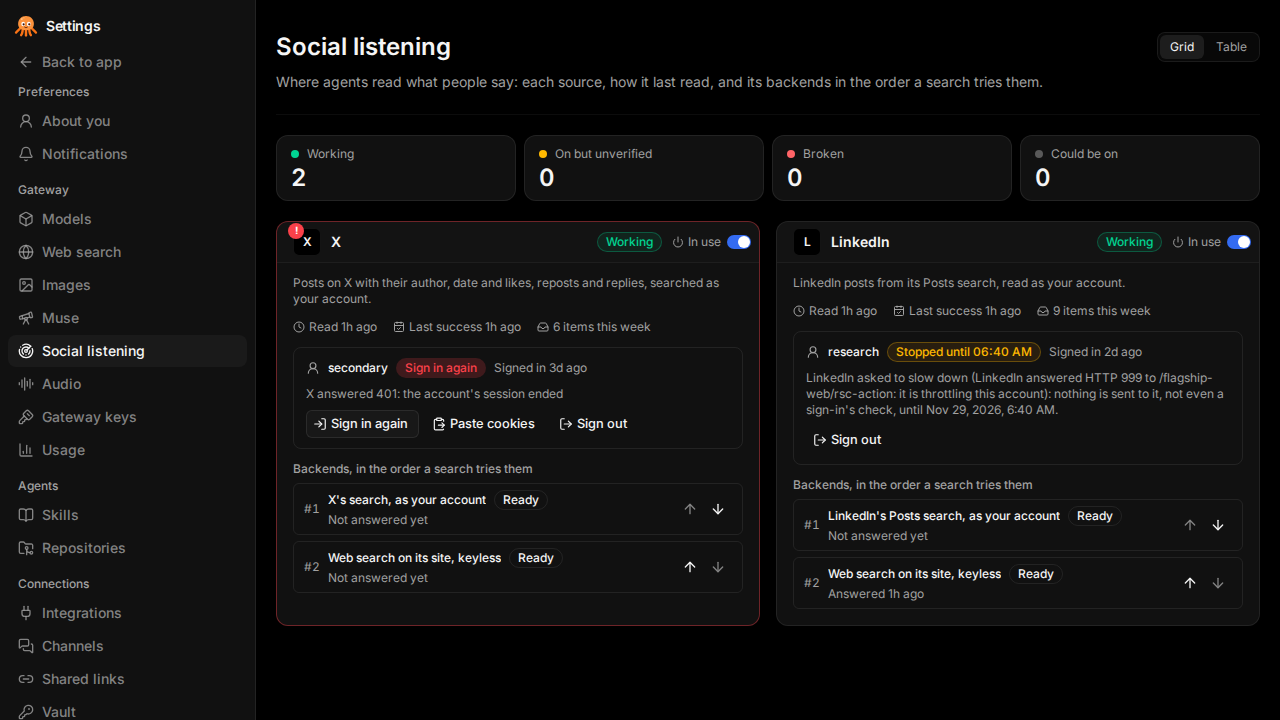 Settings
Back to app
Preferences
About you
Notifications
Gateway
Models
Web search
Images
Muse
Social listening
Audio
Gateway keys
Usage
Agents
Skills
Repositories
Connections
Integrations
Channels
Shared links
Vault
Social listening
Grid
Table
Where agents read what people say: each source, how it last read, and its backends in the order a search tries them.
Working
2
On but unverified
0
Broken
0
Could be on
0
!
X
X
Working
In use
Posts on X with their author, date and likes, reposts and replies, searched as
your account.
Read 1h ago
Last success 1h ago
6 items this week
secondary
Sign in again
Signed in 3d ago
X answered 401: the account's session ended
Sign in again
Paste cookies
Sign out
Backends, in the order a search tries them
#1
X's search, as your account
Ready
Not answered yet
#2
Web search on its site, keyless
Ready
Not answered yet
L
LinkedIn
Working
In use
LinkedIn posts from its Posts search, read as your account.
Read 1h ago
Last success 1h ago
9 items this week
research
Stopped until 06:40 AM
Signed in 2d ago
LinkedIn asked to slow down (LinkedIn answered HTTP 999 to /flagship-
web/rsc-action: it is throttling this account): nothing is sent to it, not even a
sign-in's check, until Nov 29, 2026, 6:40 AM.
Sign out
Backends, in the order a search tries them
#1
LinkedIn's Posts search, as your account
Ready
Not answered yet
#2
Web search on its site, keyless
Ready
Answered 1h ago